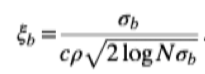 ξ_b = σ_b / (cρ√(2 log Nσ_b)).